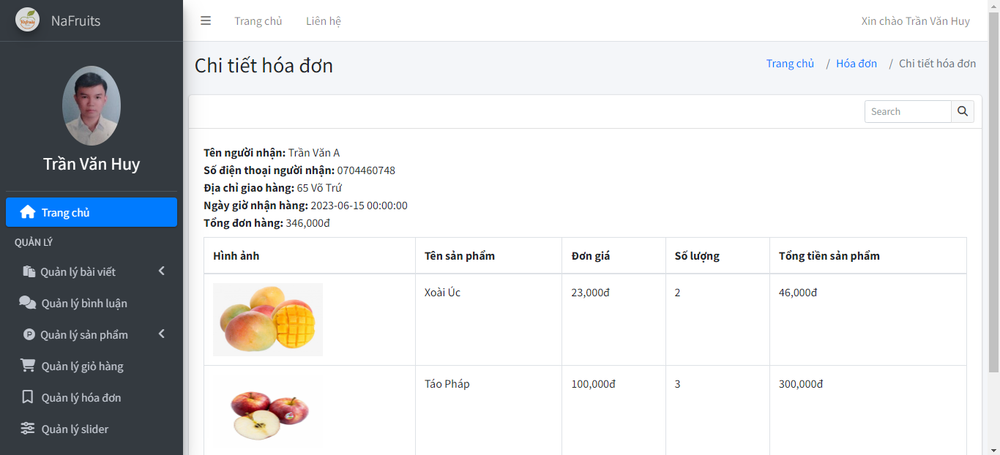 NaFruits
Trang chủ
Liên hệ
Xin chào Trần Văn Huy
Trần Văn Huy
Trang chủ
QUẢN LÝ
Quản lý bài viết
Quản lý bình luận
Quản lý sản phẩm
Quản lý giỏ hàng
Quản lý hóa đơn
Quản lý slider
Chi tiết hóa đơn
Trang chủ / Hóa đơn / Chi tiết hóa đơn
Search
Tên người nhận: Trần Văn A
Số điện thoại người nhận: 0704460748
Địa chỉ giao hàng: 65 Võ Trứ
Ngày giờ nhận hàng: 2023-06-15 00:00:00
Tổng đơn hàng: 346,000đ
Hình ảnh Tên sản phẩm Đơn giá Số lượng Tổng tiền sản phẩm
Xoài Úc 23,000đ 2 46,000đ
Táo Pháp 100,000đ 3 300,000đ